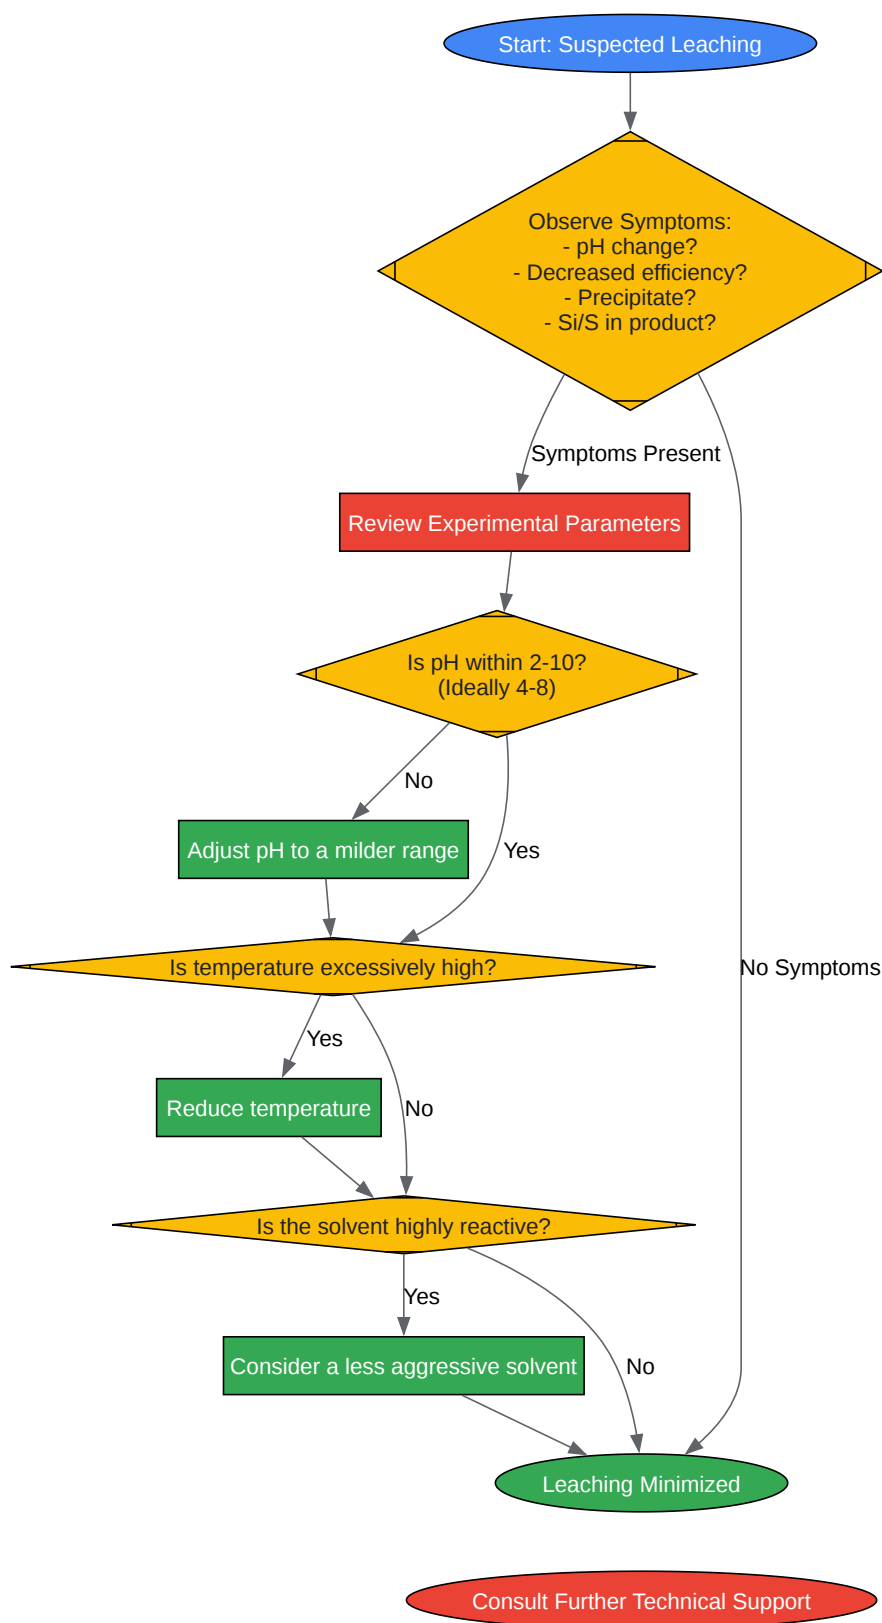 Start: Suspected Leaching
Observe Symptoms:
- pH change?
- Decreased efficiency?
- Precipitate?
- Si/S in product?
Symptoms Present
Review Experimental Parameters
Is pH within 2-10?
(Ideally 4-8)
No
Adjust pH to a milder range
Yes
Is temperature excessively high?
No Symptoms
Yes
Reduce temperature
No
Is the solvent highly reactive?
Yes
Consider a less aggressive solvent
No
Leaching Minimized
Consult Further Technical Support